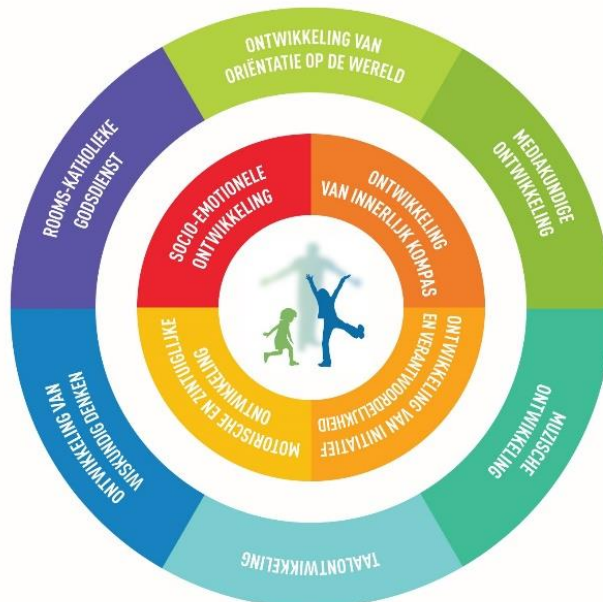 ONTWIKKELING VAN
ORIËNTATIE OP DE WERELD
MEDIAKUNDIGE
ONTWIKKELING
MUZISCHE
ONTWIKKELING
TAALONTWIKKELING
ONTWIKKELING VAN
WISKUNDIG DENKEN
ROOMS-KATHOLIEKE
GODSDIENST
SOCIO-EMOTIONELE
ONTWIKKELING
ONTWIKKELING
VAN INNERLIJK KOMPAS
ONTWIKKELING VAN INITIATIEF
EN VERANTWOORDELIJKHEID
MOTORISCHE EN ZINTUIGLIJKE
ONTWIKKELING